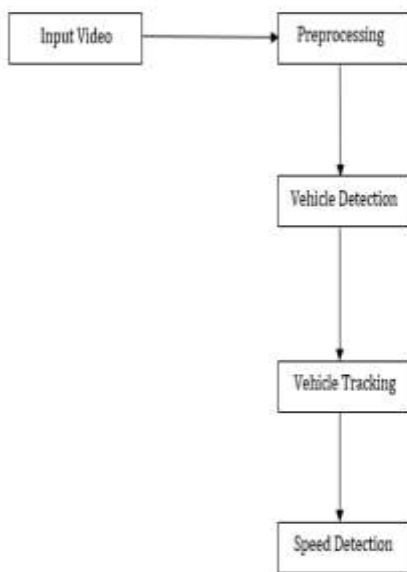 Input Video
Preprocessing
Vehicle Detection
Vehicle Tracking
Speed Detection